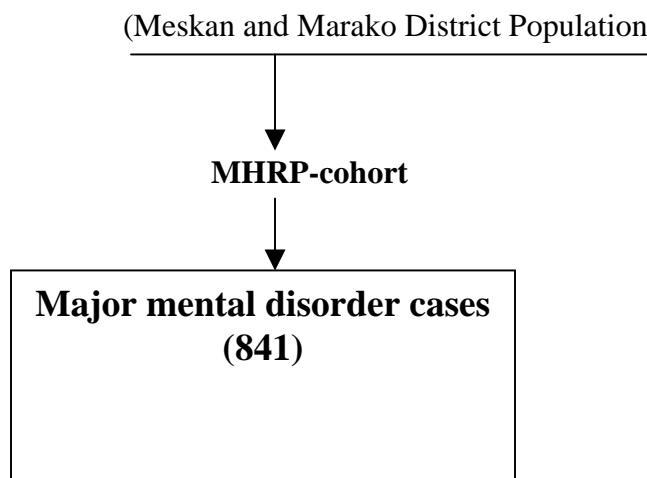 (Meskan and Marako District Population
MHRP-cohort
Major mental disorder cases
(841)